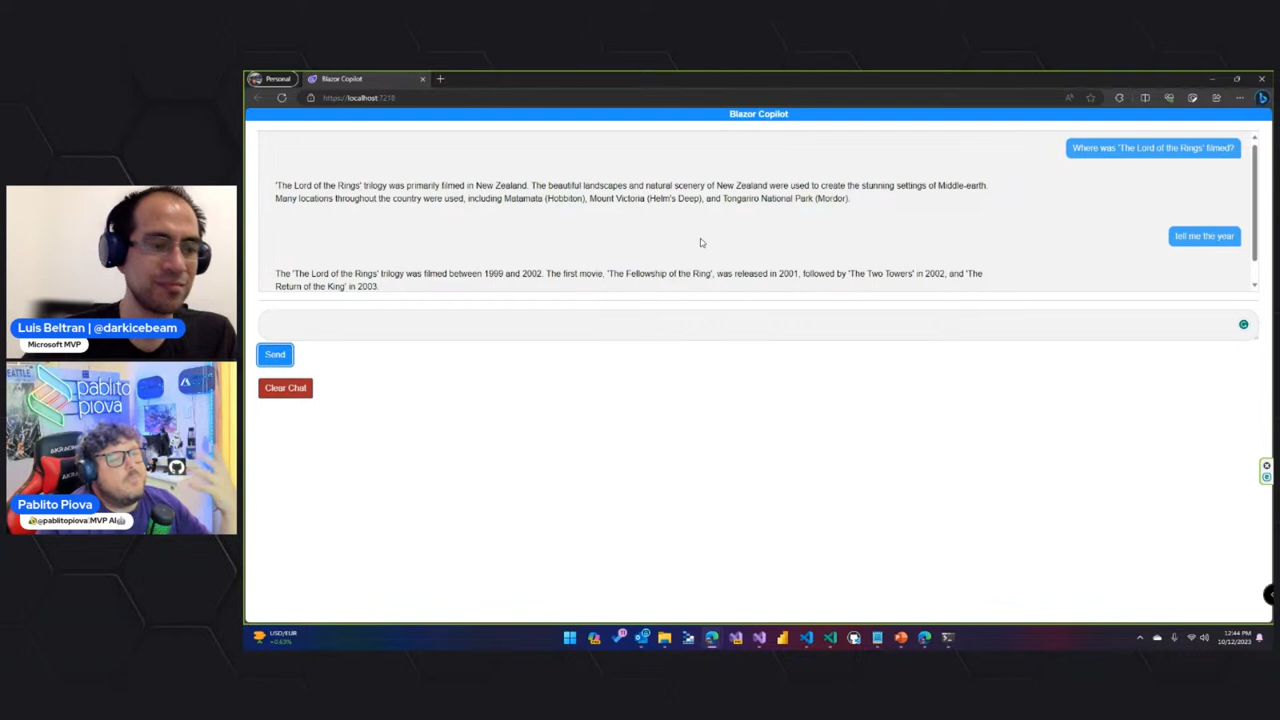 Personal
Blazor Copilot
https://localhost:7218
Blazor Copilot
Where was 'The Lord of the Rings' filmed?
'The Lord of the Rings' trilogy was primarily filmed in New Zealand. The beautiful landscapes and natural scenery of New Zealand were used to create the stunning settings of Middle-earth.
Many locations throughout the country were used, including Matamata (Hobbiton), Mount Victoria (Helm's Deep), and Tongariro National Park (Mordor).
tell me the year
The 'The Lord of the Rings' trilogy was filmed between 1999 and 2002. The first movie, 'The Fellowship of the Ring', was released in 2001, followed by 'The Two Towers' in 2002, and 'The
Return of the King' in 2003.
Send
Clear Chat
Luis Beltran | @darkicebeam
Microsoft MVP
pablito
piova
Pablito Piova
@pablitopiova MVP AI
USD/EUR
+0.63%
12:44 PM
10/12/2023